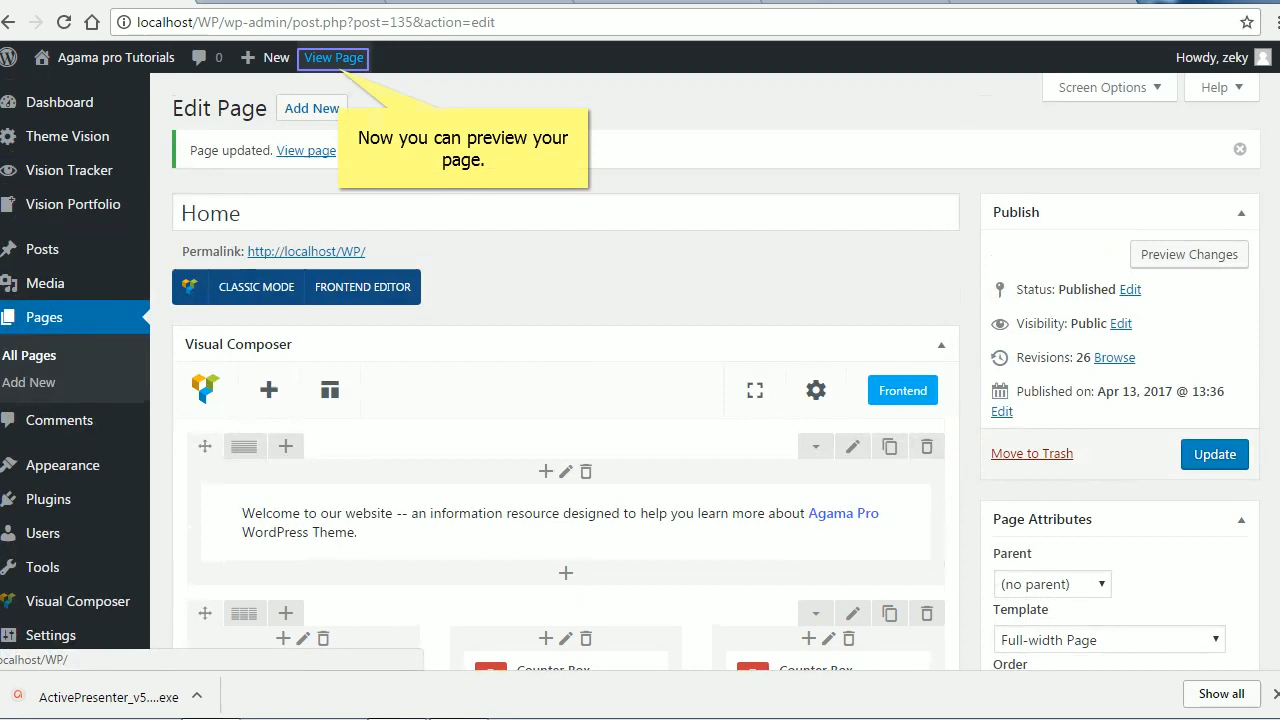 localhost/WP/wp-admin/post.php?post=135&action=edit
Agama pro Tutorials 0 New View Page Howdy, zeky
Screen Options Help
Edit Page Add New
Now you can preview your
page.
Page updated. View page
Dashboard
Theme Vision
Vision Tracker
Vision Portfolio
Posts
Media
Pages
All Pages
Add New
Comments
Appearance
Plugins
Users
Tools
Visual Composer
Settings
Home
Permalink: http://localhost/WP/
CLASSIC MODE FRONTEND EDITOR
Visual Composer
Frontend
Welcome to our website -- an information resource designed to help you learn more about Agama Pro
WordPress Theme.
Counter Box Counter Box
Publish
Preview Changes
Status: Published Edit
Visibility: Public Edit
Revisions: 26 Browse
Published on: Apr 13, 2017 @ 13:36
Edit
Move to Trash Update
Page Attributes
Parent
(no parent)
Template
Full-width Page
Order
ocalhost/WP/
ActivePresenter_v5....exe Show all